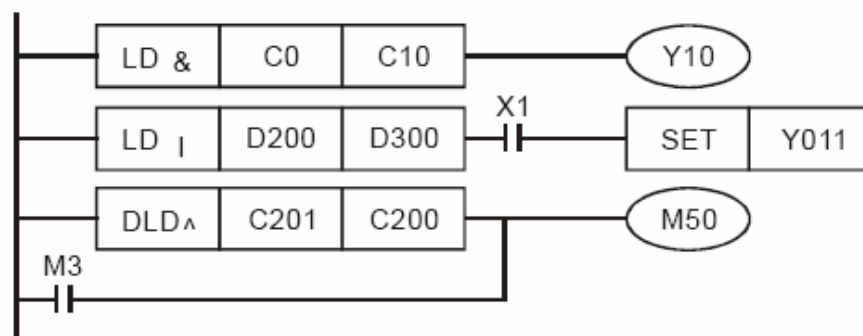 LD & C0 C10 Y10
X1
LD | D200 D300 SET Y011
DLD^ C201 C200 M50
M3